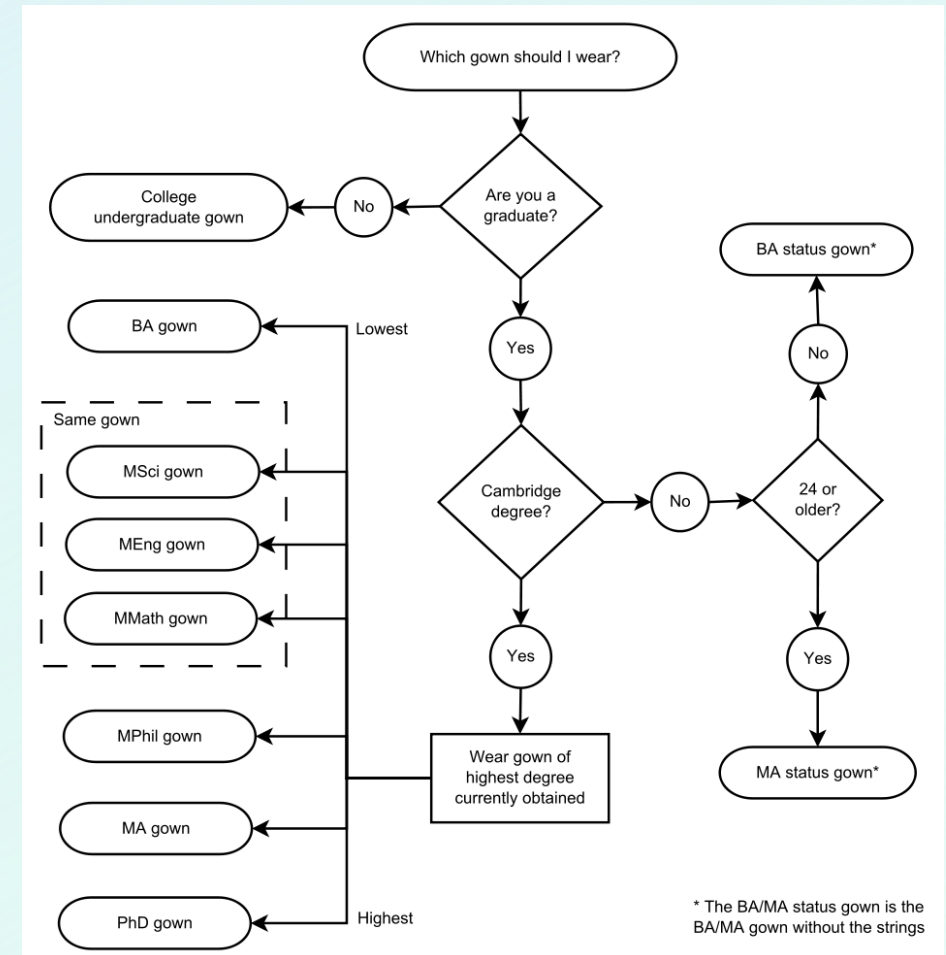 Which gown should I wear?
Are you a
graduate?
No
College
undergraduate gown
Yes
Cambridge
degree?
No
24 or
older?
No
BA status gown*
Yes
MA status gown*
Yes
Wear gown of
highest degree
currently obtained
Lowest
BA gown
Same gown
MSci gown
MEng gown
MMath gown
MPhil gown
MA gown
PhD gown
Highest
* The BA/MA status gown is the
BA/MA gown without the strings